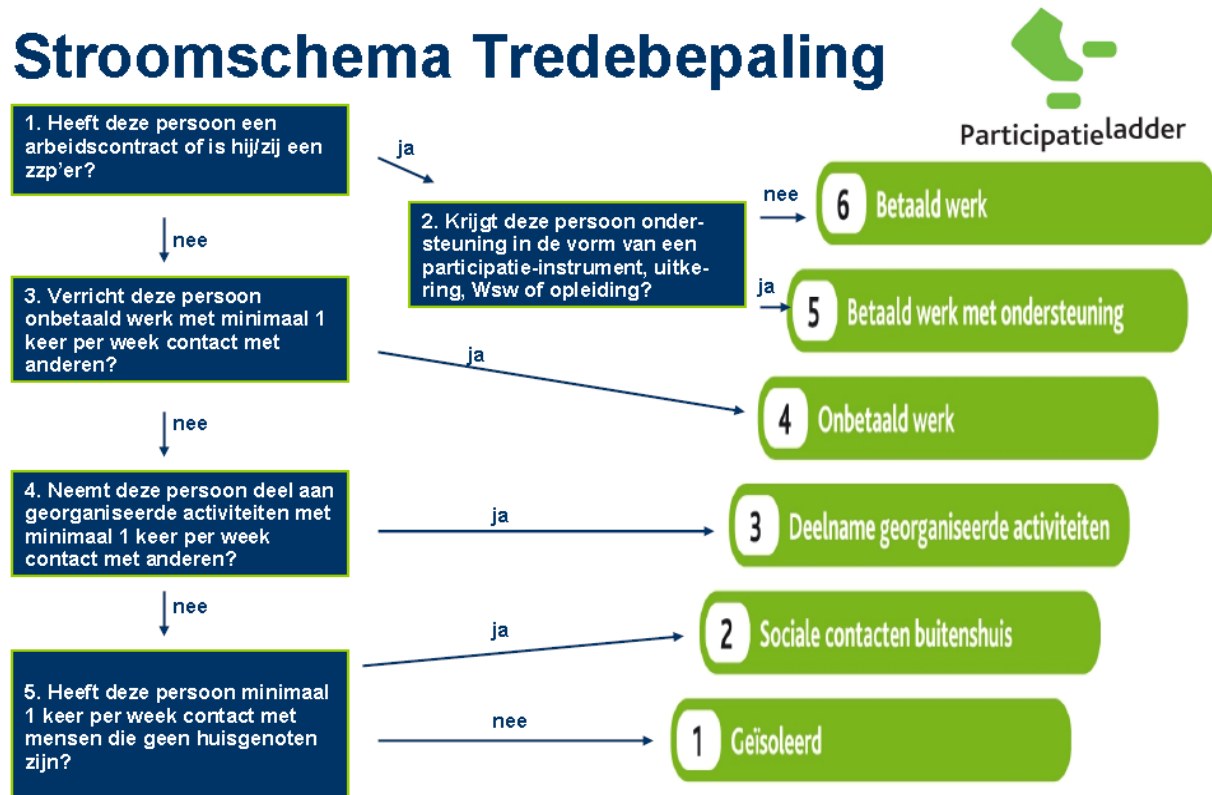 Stroomschema Tredebepaling
Participatieladder
1. Heeft deze persoon een
arbeidscontract of is hij/zij een
zzp'er?
ja
nee
2. Krijgt deze persoon onder-
steuning in de vorm van een
participatie-instrument, uitke-
ring, Wsw of opleiding?
nee
6 Betaald werk
ja
5 Betaald werk met ondersteuning
3. Verricht deze persoon
onbetaald werk met minimaal 1
keer per week contact met
anderen?
ja
4 Onbetaald werk
nee
4. Neemt deze persoon deel aan
georganiseerde activiteiten met
minimaal 1 keer per week
contact met anderen?
ja
3 Deelname georganiseerde activiteiten
nee
5. Heeft deze persoon minimaal
1 keer per week contact met
mensen die geen huisgenoten
zijn?
ja
2 Sociale contacten buitenshuis
nee
1 Geïsoleerd